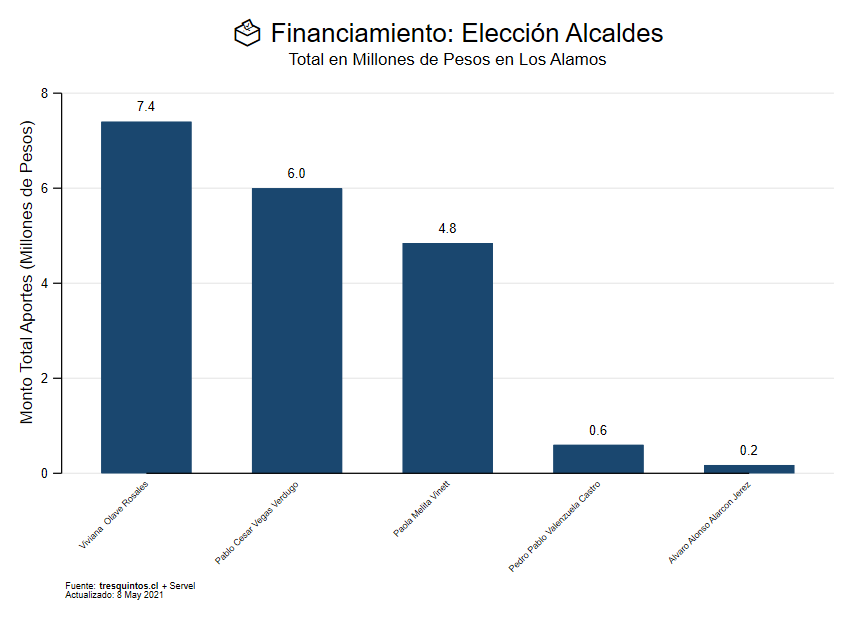 Financiamiento: Elección Alcaldes
Total en Millones de Pesos en Los Alamos
Monto Total Aportes (Millones de Pesos)
8
6
4
2
0
7.4
6.0
4.8
0.6
0.2
Viviana  Olave Rosales
Pablo Cesar Vegas Verdugo
Paola Melita Vinett
Pedro Pablo Valenzuela Castro
Alvaro Alonso Alarcon Jerez
Fuente: tresquintos.cl + Servel
Actualizado: 8 May 2021